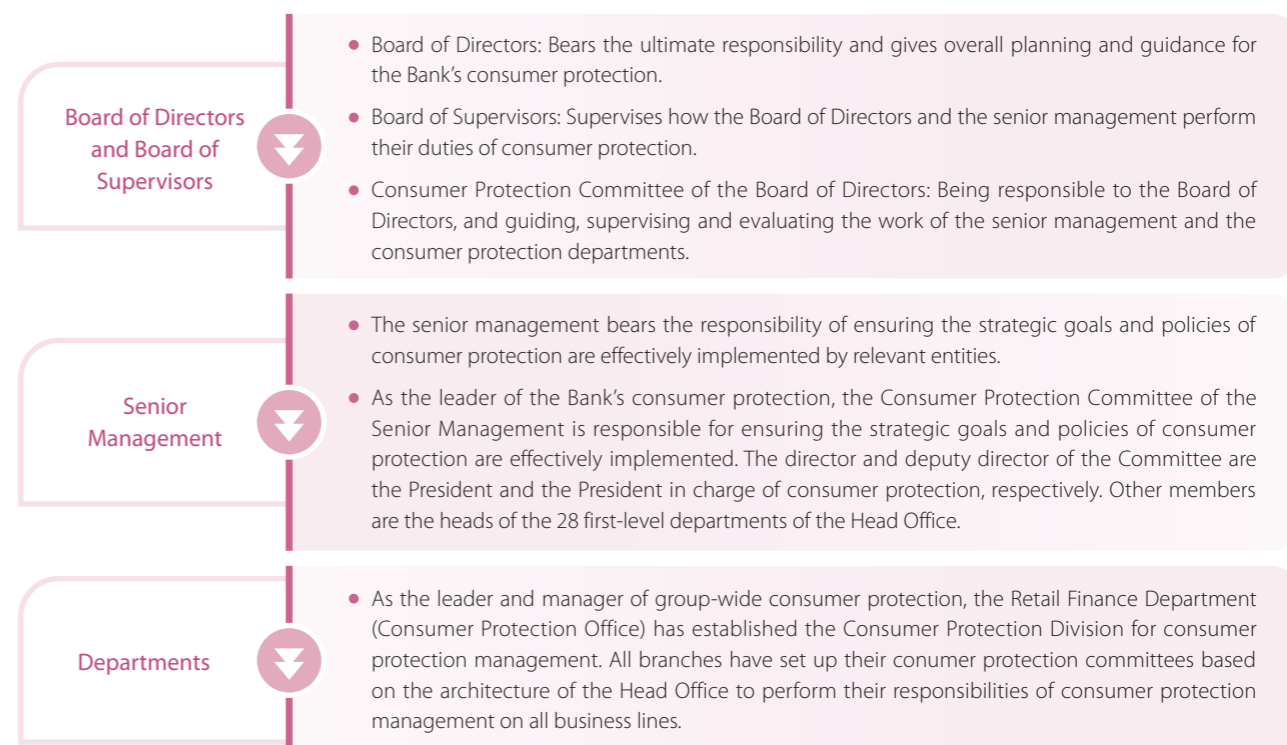 Board of Directors
and Board of
Supervisors
● Board of Directors: Bears the ultimate responsibility and gives overall planning and guidance for
the Bank’s consumer protection.
● Board of Supervisors: Supervises how the Board of Directors and the senior management perform
their duties of consumer protection.
● Consumer Protection Committee of the Board of Directors: Being responsible to the Board of
Directors, and guiding, supervising and evaluating the work of the senior management and the
consumer protection departments.
Senior
Management
● The senior management bears the responsibility of ensuring the strategic goals and policies of
consumer protection are effectively implemented by relevant entities.
● As the leader of the Bank’s consumer protection, the Consumer Protection Committee of the
Senior Management is responsible for ensuring the strategic goals and policies of consumer
protection are effectively implemented. The director and deputy director of the Committee are
the President and the President in charge of consumer protection, respectively. Other members
are the heads of the 28 first-level departments of the Head Office.
Departments
● As the leader and manager of group-wide consumer protection, the Retail Finance Department
(Consumer Protection Office) has established the Consumer Protection Division for consumer
protection management. All branches have set up their conumer protection committees based
on the architecture of the Head Office to perform their responsibilities of consumer protection
management on all business lines.